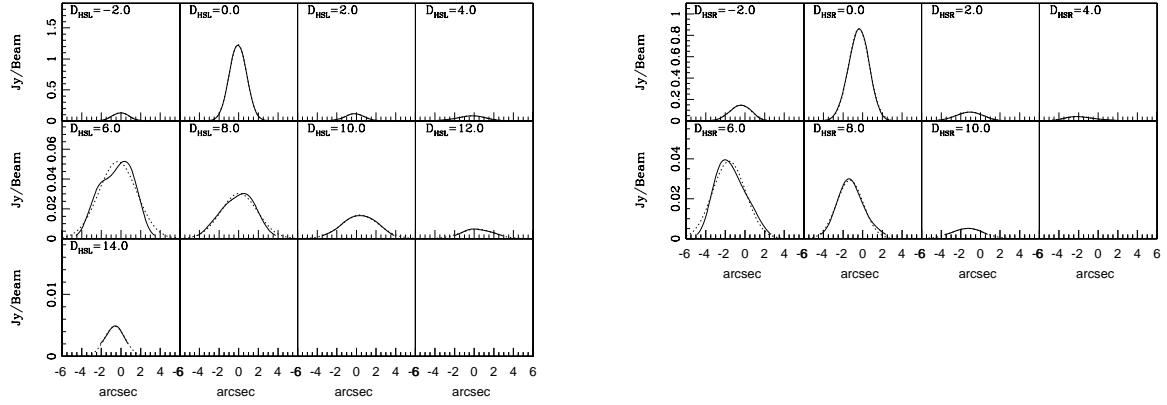 D_HSL=-2.0 D_HSL=0.0 D_HSL=2.0 D_HSL=4.0
Jy/Beam
0 0.5 1 1.5
D_HSL=6.0 D_HSL=8.0 D_HSL=10.0 D_HSL=12.0
Jy/Beam
0 0.02 0.04 0.06
D_HSL=14.0
Jy/Beam
0 0.01
-6 -4 -2 0 2 4 -6 -4 -2 0 2 4 -6 -4 -2 0 2 4 -6 -4 -2 0 2 4 6
arcsec arcsec arcsec arcsec
D_HSR=-2.0 D_HSR=0.0 D_HSR=2.0 D_HSR=4.0
Jy/Beam
0 0.2 0.4 0.6 0.8 1
D_HSR=6.0 D_HSR=8.0 D_HSR=10.0
Jy/Beam
0 0.02 0.04
-6 -4 -2 0 2 4 -6 -4 -2 0 2 4 -6 -4 -2 0 2 4 -6 -4 -2 0 2 4 6
arcsec arcsec arcsec arcsec